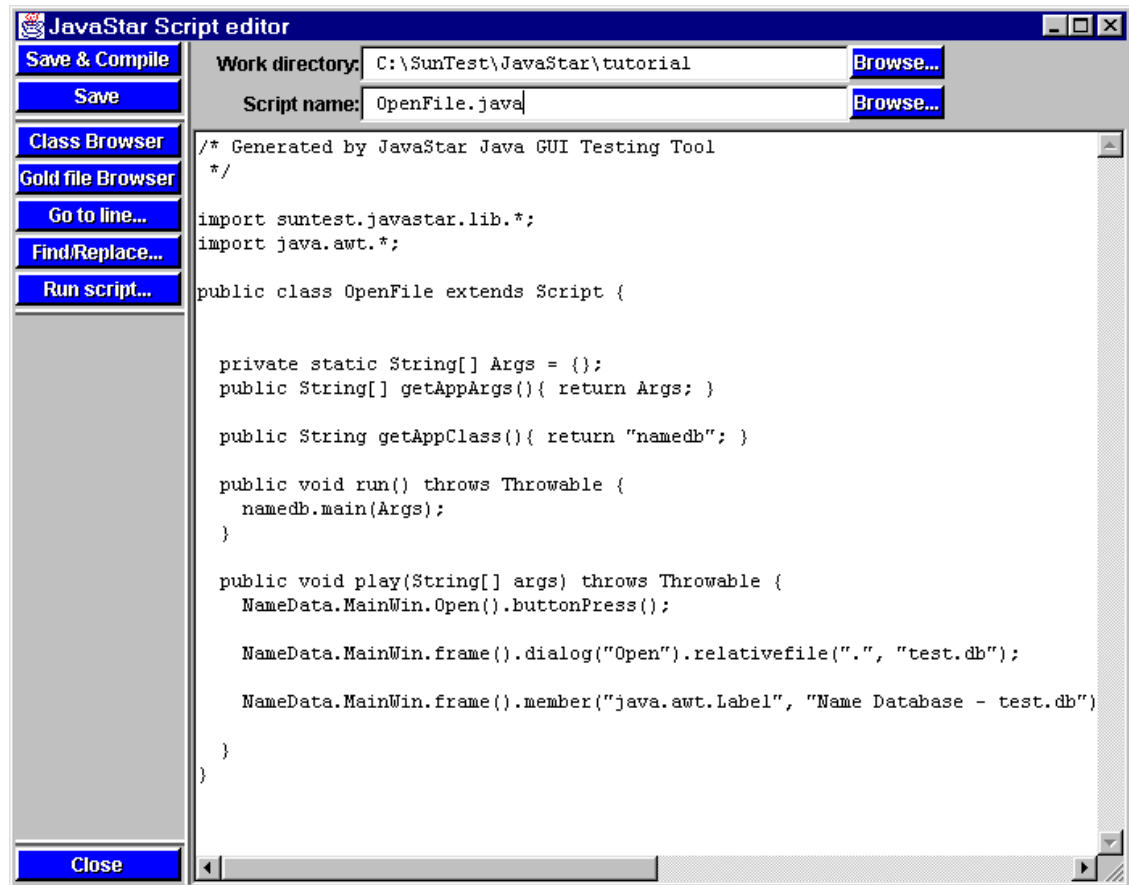 JavaStar Script editor
Save & Compile
Work directory: C:\SunTest\JavaStar\tutorial Browse...
Save
Script name: OpenFile.java Browse...
Class Browser
Gold file Browser
Go to line...
Find/Replace...
Run script...
/* Generated by JavaStar Java GUI Testing Tool
 */

import suntest.javastar.lib.*;
import java.awt.*;

public class OpenFile extends Script {

  private static String[] Args = {};
  public String[] getAppArgs(){ return Args; }

  public String getAppClass(){ return "namedb"; }

  public void run() throws Throwable {
    namedb.main(Args);
  }

  public void play(String[] args) throws Throwable {
    NameData.MainWin.Open().buttonPress();

    NameData.MainWin.frame().dialog("Open").relativefile(".", "test.db");

    NameData.MainWin.frame().member("java.awt.Label", "Name Database - test.db")

  }
}
Close